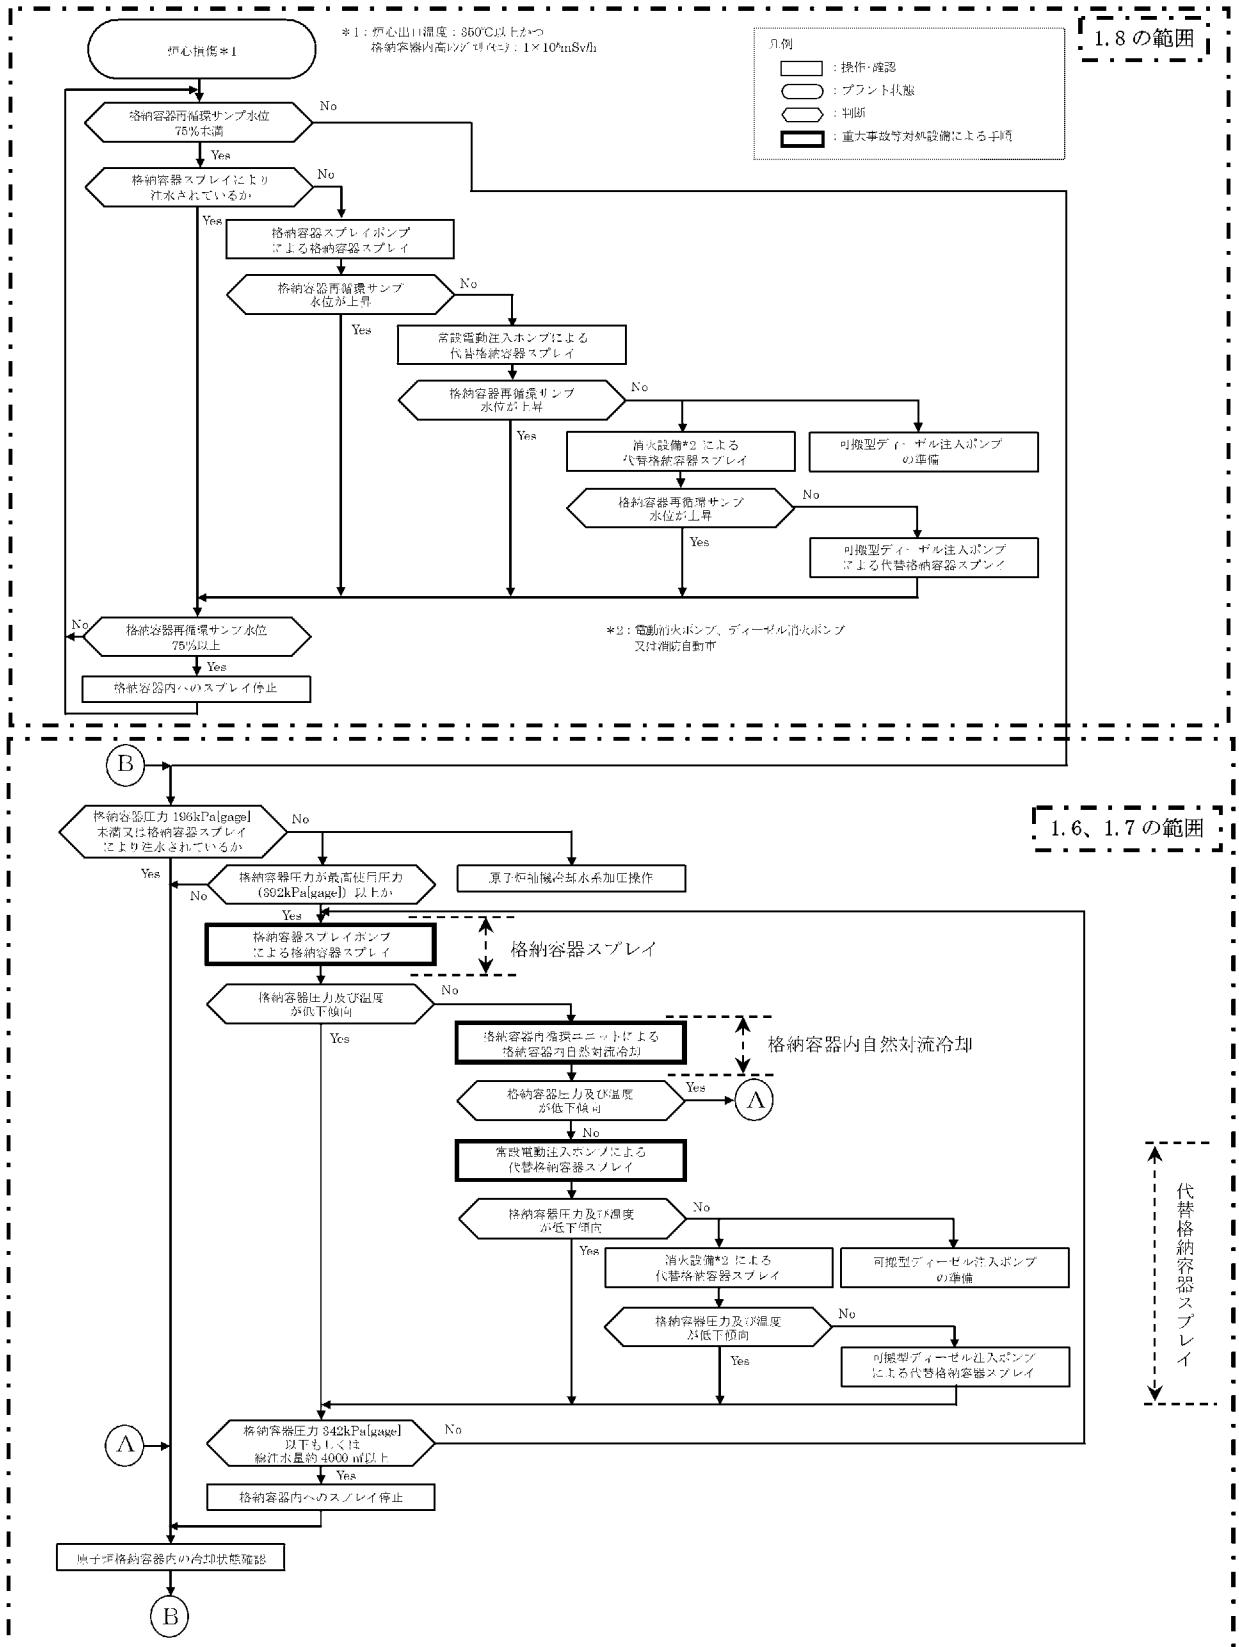 炉心損傷*1
*1：炉心出口温度：350℃以上かつ
格納容器内高ﾚﾝｼﾞｴﾘｱﾓﾆﾀ：1×10⁵mSv/h
1.8の範囲
凡例
：操作・確認
：プラント状態
：判断
：重大事故等対処設備による手順
格納容器再循環サンプ水位
75%未満
No
Yes
格納容器スプレイにより
注水されているか
No
Yes
格納容器スプレイポンプ
による格納容器スプレイ
格納容器再循環サンプ
水位が上昇
No
Yes
常設電動注入ポンプによる
代替格納容器スプレイ
格納容器再循環サンプ
水位が上昇
No
Yes
消火設備*2 による
代替格納容器スプレイ
可搬型ディーゼル注入ポンプ
の準備
格納容器再循環サンプ
水位が上昇
No
Yes
可搬型ディーゼル注入ポンプ
による代替格納容器スプレイ
No
格納容器再循環サンプ水位
75%以上
Yes
*2：電動消火ポンプ、ディーゼル消火ポンプ
又は消防自動車
格納容器内へのスプレイ停止
B
1.6、1.7の範囲
格納容器圧力 196kPa[gage]
未満又は格納容器スプレイ
により注水されているか
No
Yes
格納容器圧力が最高使用圧力
（392kPa[gage]）以上か
No
Yes
原子炉補機冷却水系加圧操作
格納容器スプレイポンプ
による格納容器スプレイ
格納容器スプレイ
格納容器圧力及び温度
が低下傾向
No
Yes
格納容器再循環ユニットによる
格納容器内自然対流冷却
格納容器内自然対流冷却
格納容器圧力及び温度
が低下傾向
Yes
A
No
常設電動注入ポンプによる
代替格納容器スプレイ
格納容器圧力及び温度
が低下傾向
No
Yes
消火設備*2 による
代替格納容器スプレイ
可搬型ディーゼル注入ポンプ
の準備
代替格納容器スプレイ
格納容器圧力及び温度
が低下傾向
No
Yes
可搬型ディーゼル注入ポンプ
による代替格納容器スプレイ
A
格納容器圧力 342kPa[gage]
以下もしくは
総注水量約 4000 ㎥以上
No
Yes
格納容器内へのスプレイ停止
原子炉格納容器内の冷却状態確認
B